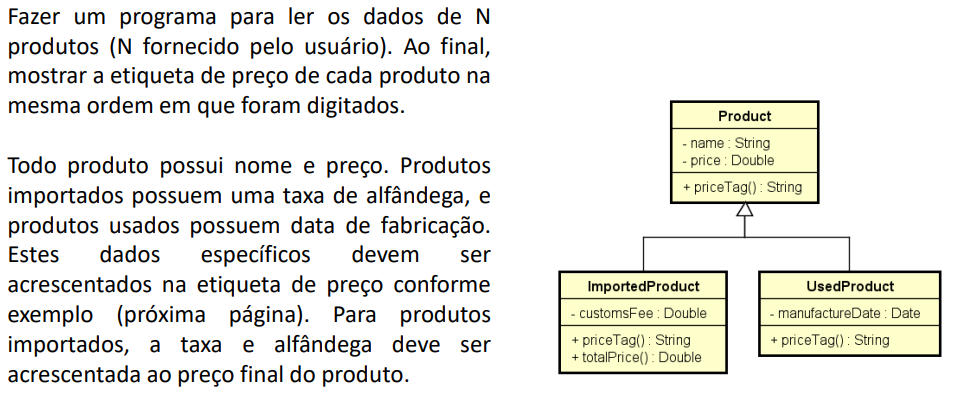 Fazer um programa para ler os dados de N
produtos (N fornecido pelo usuário). Ao final,
mostrar a etiqueta de preço de cada produto na
mesma ordem em que foram digitados.
Todo produto possui nome e preço. Produtos
importados possuem uma taxa de alfândega, e
produtos usados possuem data de fabricação.
Estes dados específicos devem ser
acrescentados na etiqueta de preço conforme
exemplo (próxima página). Para produtos
importados, a taxa e alfândega deve ser
acrescentada ao preço final do produto.
Product
- name : String
- price : Double
+ priceTag() : String
ImportedProduct
- customsFee : Double
+ priceTag() : String
+ totalPrice() : Double
UsedProduct
- manufactureDate : Date
+ priceTag() : String